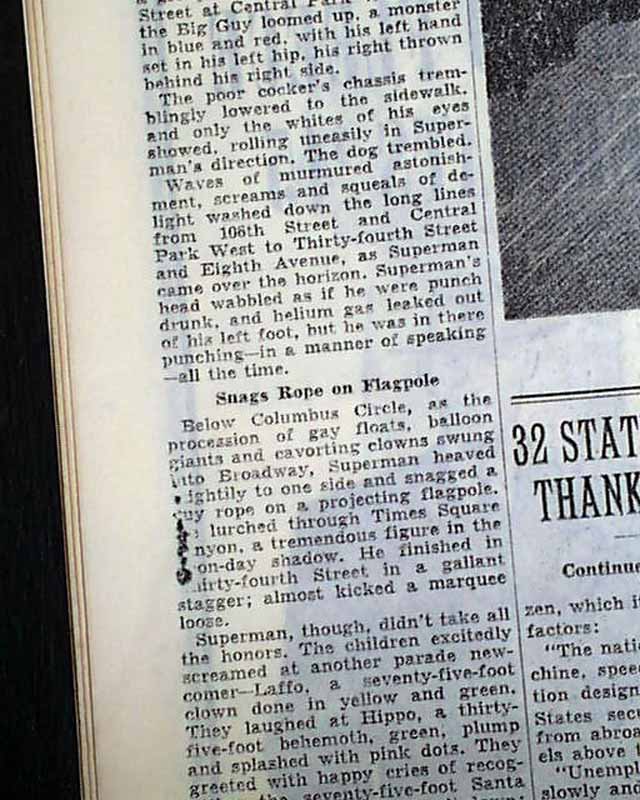 Street at Central Park
the Big Guy loomed up, a monster
in blue and red, with his left hand
set in his left hip, his right thrown
behind his right side.
The poor cocker's chassis trem-
blingly lowered to the sidewalk,
and only the whites of his eyes
showed, rolling uneasily in Super-
man's direction. The dog trembled.
Waves of murmured astonish-
ment, screams and squeals of de-
light washed down the long lines
from 106th Street and Central
Park West to Thirty-fourth Street
and Eighth Avenue, as Superman
came over the horizon. Superman's
head wabbled as if he were punch
drunk, and helium gas leaked out
of his left foot, but he was in there
punching—in a manner of speaking
—all the time.
Snags Rope on Flagpole
Below Columbus Circle, as the
procession of gay floats, balloon
giants and cavorting clowns swung
into Broadway, Superman heaved
ightily to one side and snagged a
guy rope on a projecting flagpole.
lurched through Times Square
nyon, a tremendous figure in the
on-day shadow. He finished in
irty-fourth Street in a gallant
stagger; almost kicked a marquee
loose.
Superman, though, didn't take all
the honors. The children excitedly
screamed at another parade new-
comer—Laffo, a seventy-five-foot
clown done in yellow and green.
They laughed at Hippo, a thirty-
five-foot behemoth, green, plump
and splashed with pink dots. They
greeted with happy cries of recog-
the seventy-five-foot Santa
32 STAT
THANK
Continue
zen, which i
factors:
"The nati
chine, spee
tion design
States sec
from abroa
els above t
"Unempl
slowly and